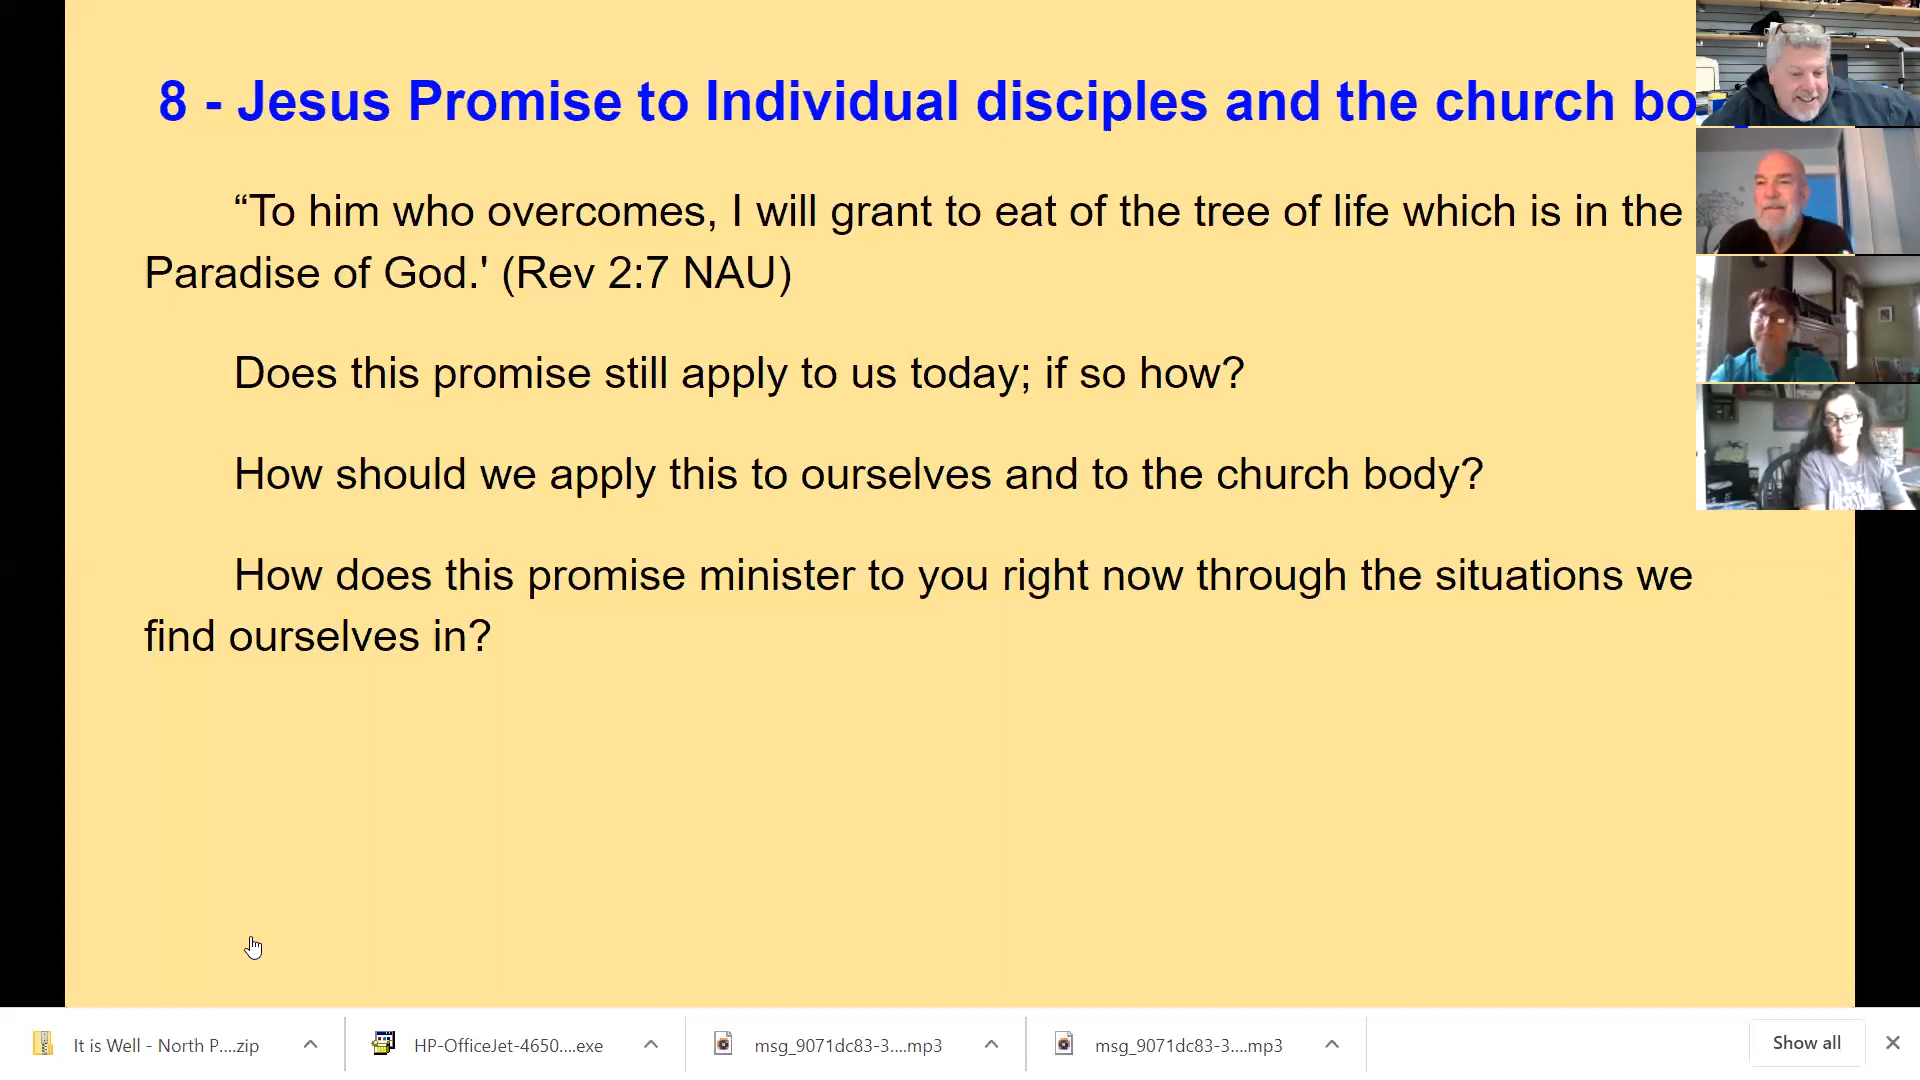 8 - Jesus Promise to Individual disciples and the church bo
“To him who overcomes, I will grant to eat of the tree of life which is in the
Paradise of God.' (Rev 2:7 NAU)
Does this promise still apply to us today; if so how?
How should we apply this to ourselves and to the church body?
How does this promise minister to you right now through the situations we
find ourselves in?
It is Well - North P....zip
HP-OfficeJet-4650....exe
msg_9071dc83-3....mp3
msg_9071dc83-3....mp3
Show all